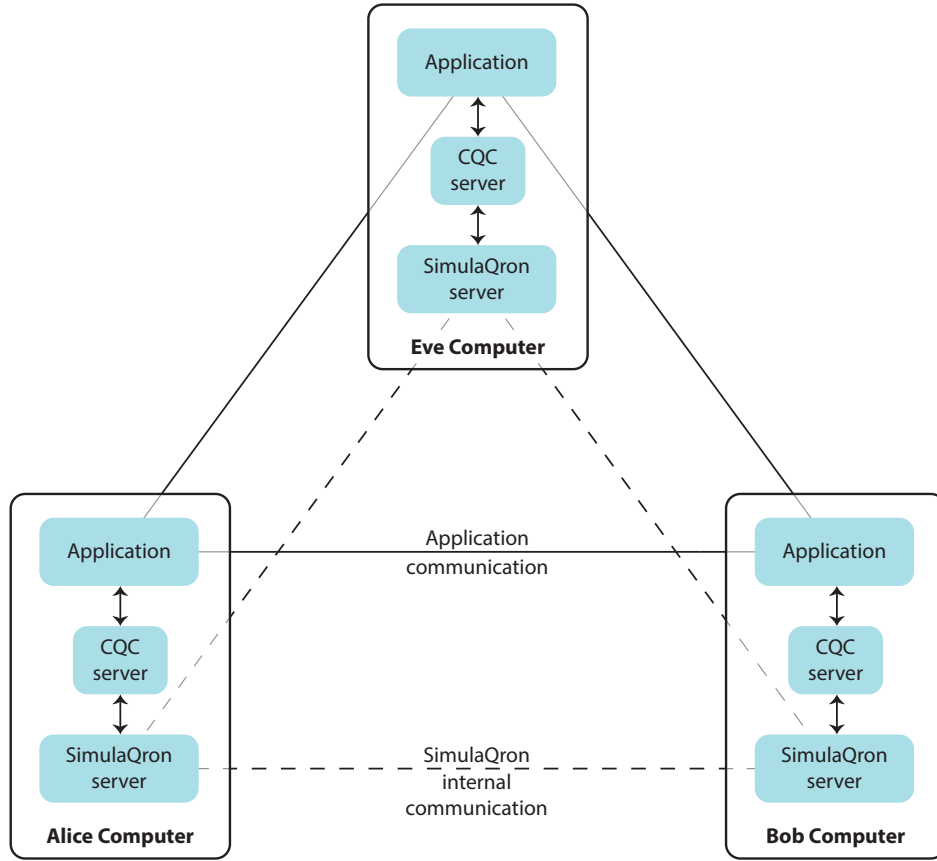 Application
CQC
server
SimulaQron
server
Eve Computer
Application
CQC
server
SimulaQron
server
Alice Computer
Application
communication
SimulaQron
internal
communication
Application
CQC
server
SimulaQron
server
Bob Computer